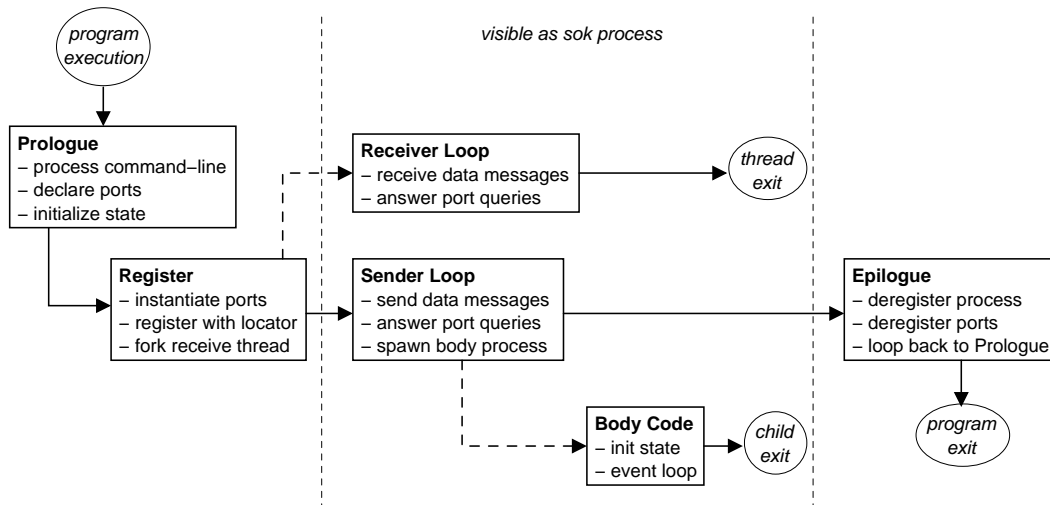 program
execution
visible as sok process
Prologue
– process command–line
– declare ports
– initialize state
Receiver Loop
– receive data messages
– answer port queries
thread
exit
Register
– instantiate ports
– register with locator
– fork receive thread
Sender Loop
– send data messages
– answer port queries
– spawn body process
Epilogue
– deregister process
– deregister ports
– loop back to Prologue
Body Code
– init state
– event loop
child
exit
program
exit